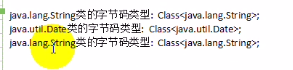 java.lang.String类的字节码类型: Class<java.lang.String>;
java.util.Date类的字节码类型: Class<java.util.Date>;
java.lang.String类的字节码类型: Class<java.lang.String>;